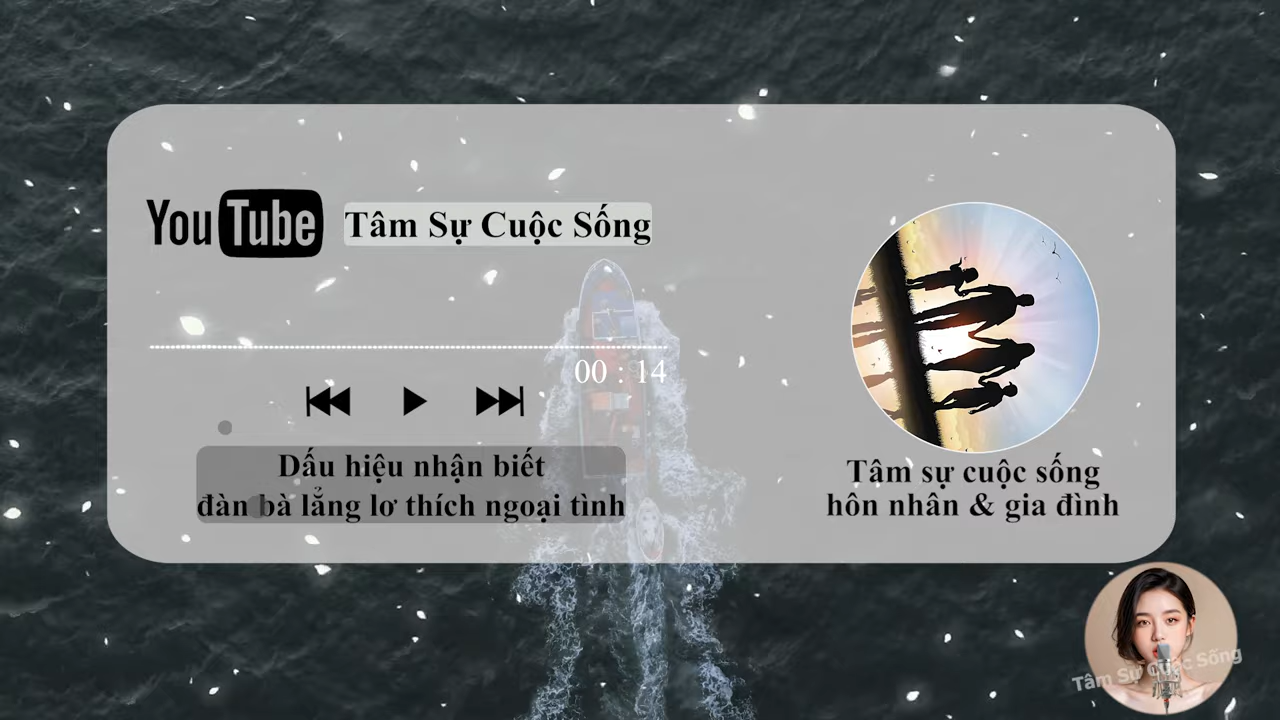 YouTube
Tâm Sự Cuộc Sống
00 : 14
Dấu hiệu nhận biết
đàn bà lẳng lơ thích ngoại tình
Tâm sự cuộc sống
hôn nhân & gia đình
Tâm Sự Cuộc Sống